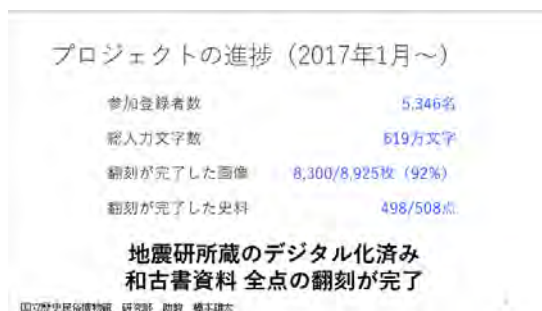 プロジェクトの進捗（2017年1月～）
参加登録者数 5,346名
総入力文字数 619万文字
翻刻が完了した画像 8,300/8,925枚（92%）
翻刻が完了した史料 498/508点
地震研所蔵のデジタル化済み
和古書資料 全点の翻刻が完了
国立歴史民俗博物館 研究部 助教 橋本雄太